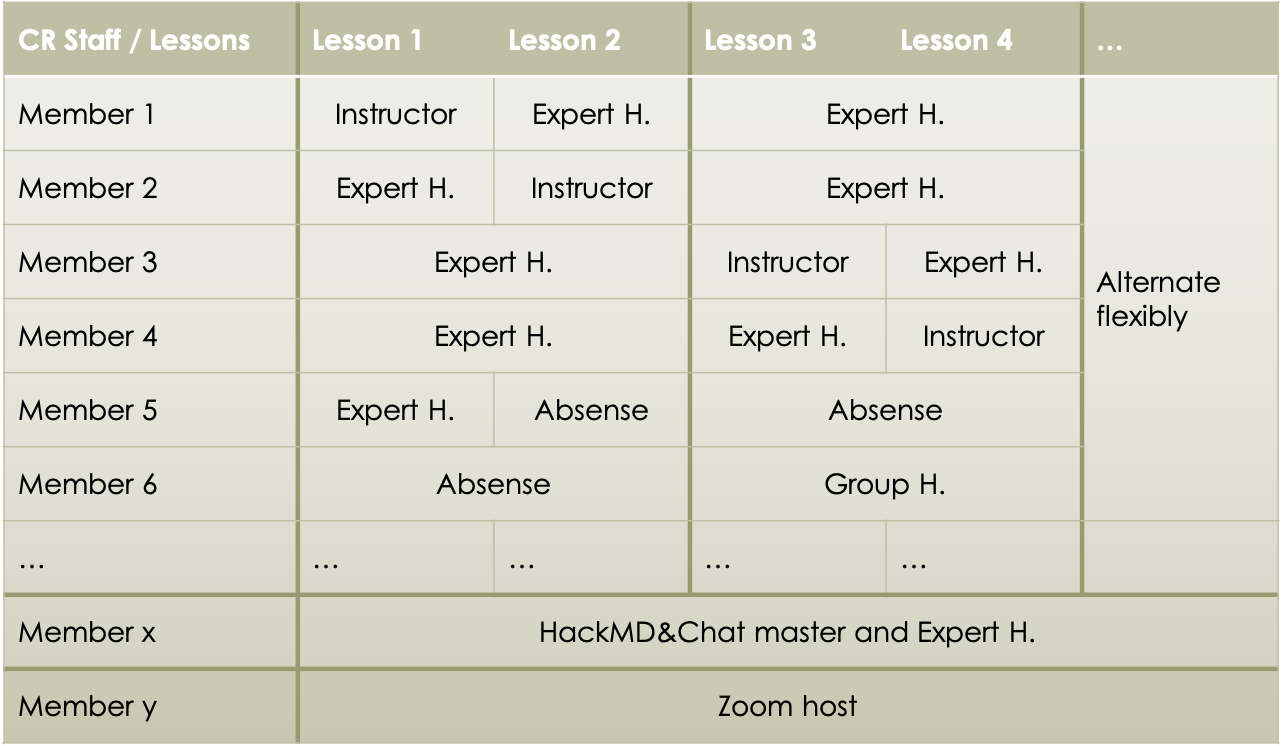 CR Staff / Lessons Lesson 1 Lesson 2 Lesson 3 Lesson 4 ...
Member 1 Instructor Expert H. Expert H.
Member 2 Expert H. Instructor Expert H.
Member 3 Expert H. Instructor Expert H.
Alternate
flexibly
Member 4 Expert H. Expert H. Instructor
Member 5 Expert H. Absense Absense
Member 6 Absense Group H.
... ... ... ... ...
Member x HackMD&Chat master and Expert H.
Member y Zoom host